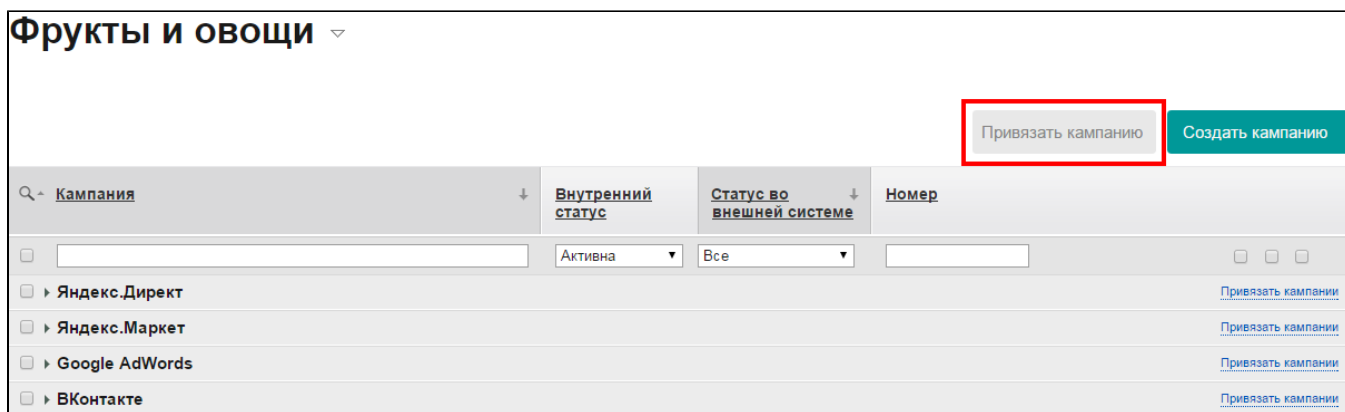 Фрукты и овощи
Привязать кампанию Создать кампанию
Кампания Внутренний статус Статус во внешней системе Номер
Активна Все
Яндекс.Директ Привязать кампании
Яндекс.Маркет Привязать кампании
Google AdWords Привязать кампании
ВКонтакте Привязать кампании